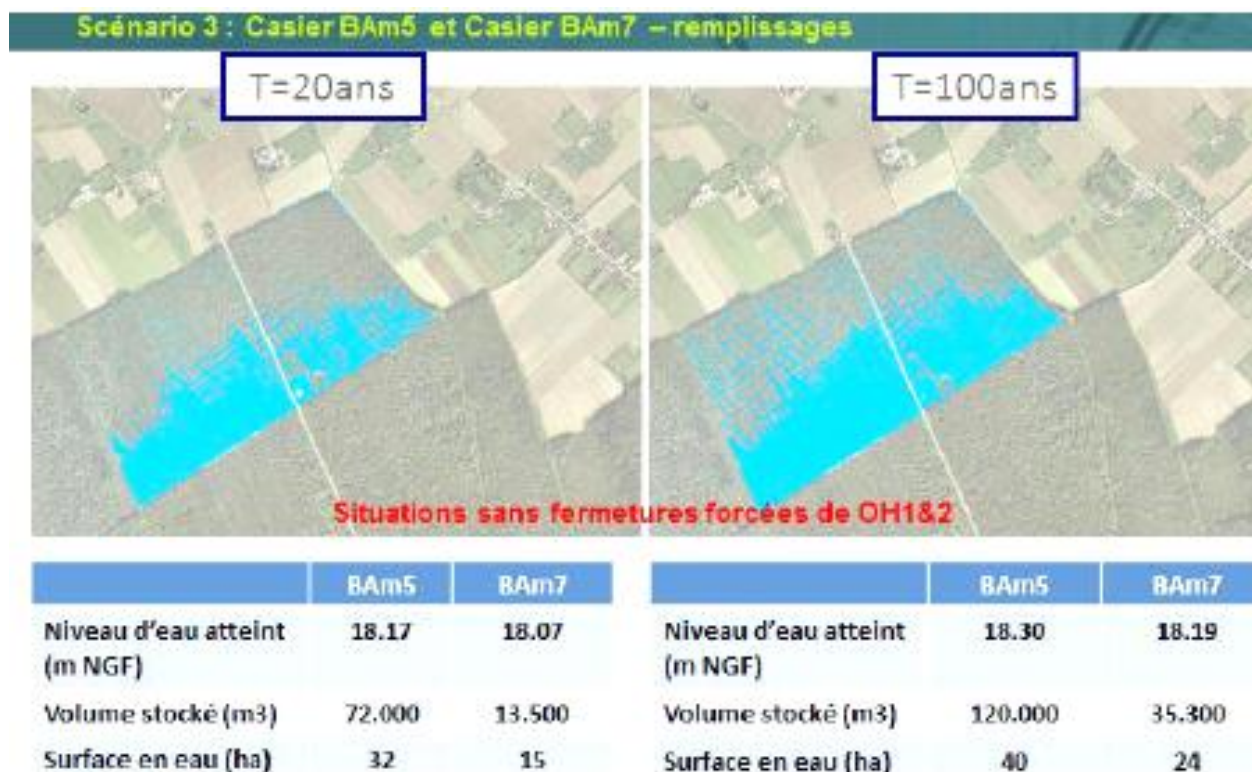 Scénario 3 : Casier BAm5 et Casier BAm7 – remplissages
T=20ans
T=100ans
Situations sans fermetures forcées de OH1&2
BAm5 BAm7
Niveau d'eau atteint (m NGF) 18.17 18.07
Volume stocké (m3) 72.000 13.500
Surface en eau (ha) 32 15
BAm5 BAm7
Niveau d'eau atteint (m NGF) 18.30 18.19
Volume stocké (m3) 120.000 35.300
Surface en eau (ha) 40 24